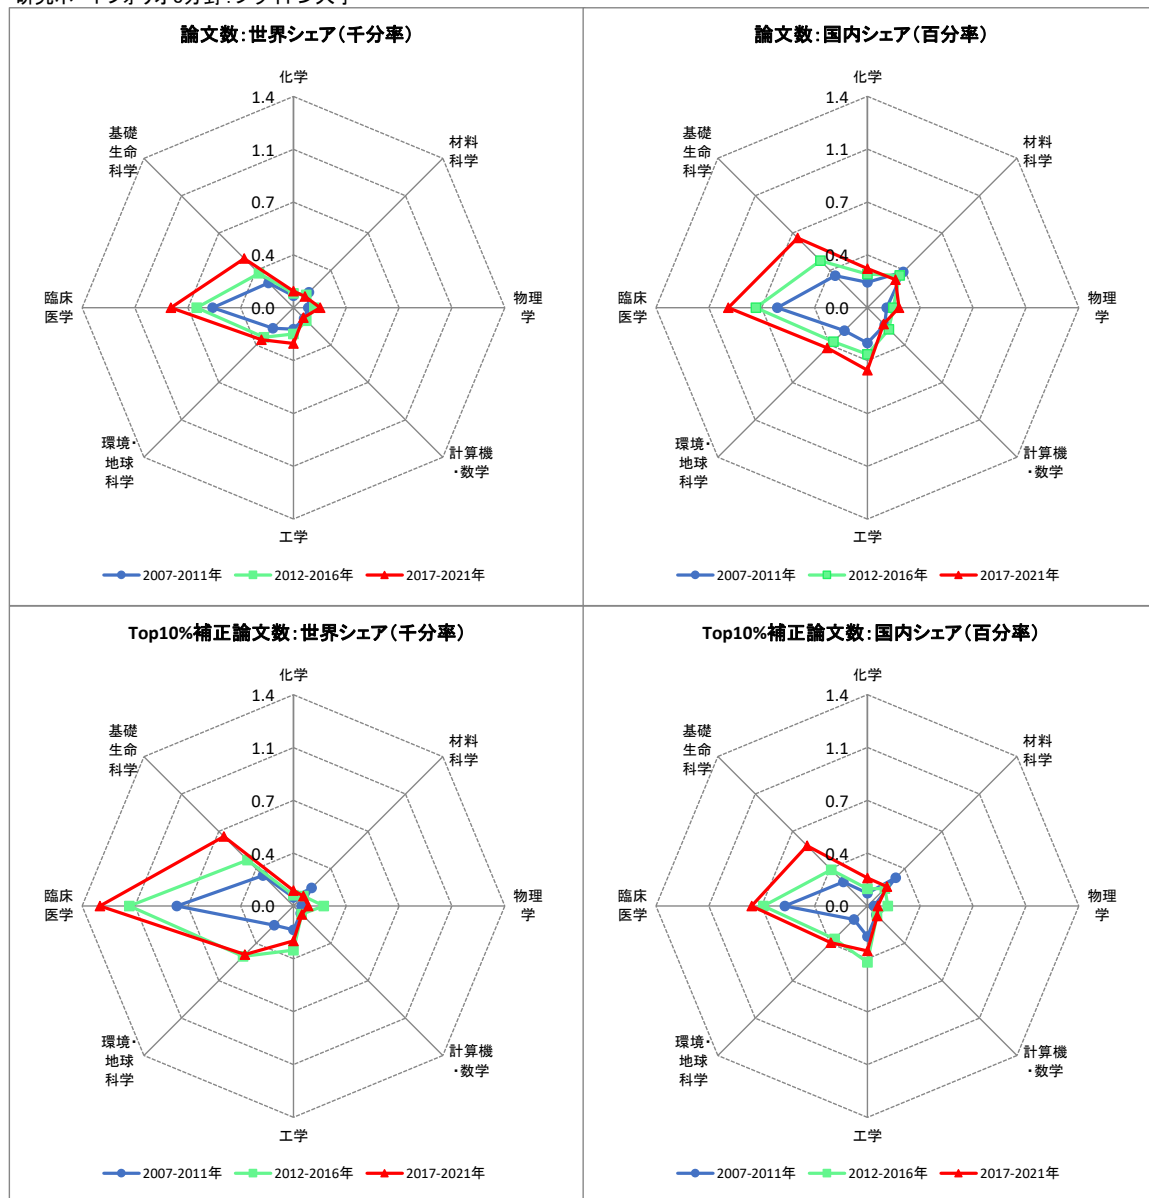 論文数：世界シェア（千分率）
化学
1.4
1.1
0.7
0.4
0.0
材料
科学
物理
学
計算機
・数学
工学
環境・
地球
科学
臨床
医学
基礎
生命
科学
2007-2011年
2012-2016年
2017-2021年
論文数：国内シェア（百分率）
化学
1.4
1.1
0.7
0.4
0.0
材料
科学
物理
学
計算機
・数学
工学
環境・
地球
科学
臨床
医学
基礎
生命
科学
2007-2011年
2012-2016年
2017-2021年
Top10%補正論文数：世界シェア（千分率）
化学
1.4
1.1
0.7
0.4
0.0
材料
科学
物理
学
計算機
・数学
工学
環境・
地球
科学
臨床
医学
基礎
生命
科学
2007-2011年
2012-2016年
2017-2021年
Top10%補正論文数：国内シェア（百分率）
化学
1.4
1.1
0.7
0.4
0.0
材料
科学
物理
学
計算機
・数学
工学
環境・
地球
科学
臨床
医学
基礎
生命
科学
2007-2011年
2012-2016年
2017-2021年